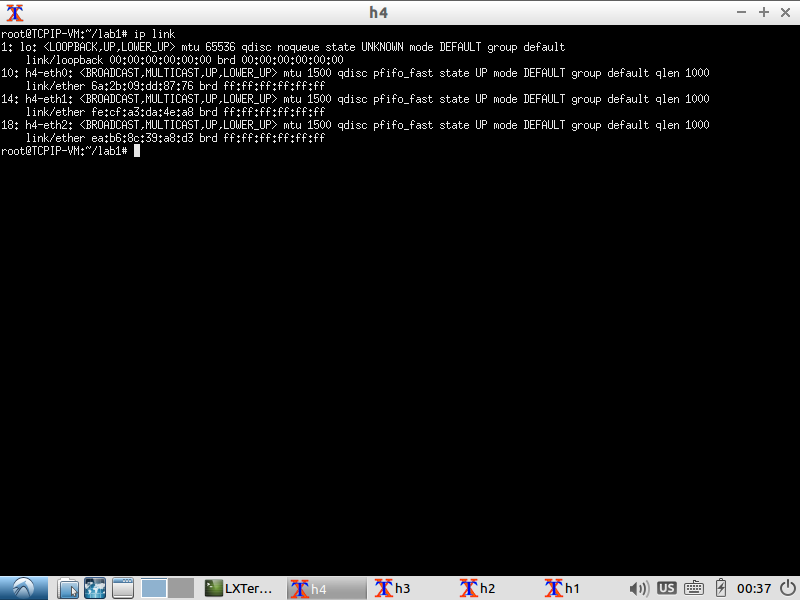 h4
root@TCPIP-VM:~/lab1# ip link
1: lo: <LOOPBACK,UP,LOWER_UP> mtu 65536 qdisc noqueue state UNKNOWN mode DEFAULT group default
link/loopback 00:00:00:00:00:00 brd 00:00:00:00:00:00
10: h4-eth0: <BROADCAST,MULTICAST,UP,LOWER_UP> mtu 1500 qdisc pfifo_fast state UP mode DEFAULT group default qlen 1000
link/ether 6a:2b:09:dd:87:76 brd ff:ff:ff:ff:ff:ff
14: h4-eth1: <BROADCAST,MULTICAST,UP,LOWER_UP> mtu 1500 qdisc pfifo_fast state UP mode DEFAULT group default qlen 1000
link/ether fe:cf:a3:da:4e:a8 brd ff:ff:ff:ff:ff:ff
18: h4-eth2: <BROADCAST,MULTICAST,UP,LOWER_UP> mtu 1500 qdisc pfifo_fast state UP mode DEFAULT group default qlen 1000
link/ether ea:b6:8c:39:a8:d3 brd ff:ff:ff:ff:ff:ff
root@TCPIP-VM:~/lab1#
LXTer... h4 h3 h2 h1 US 00:37